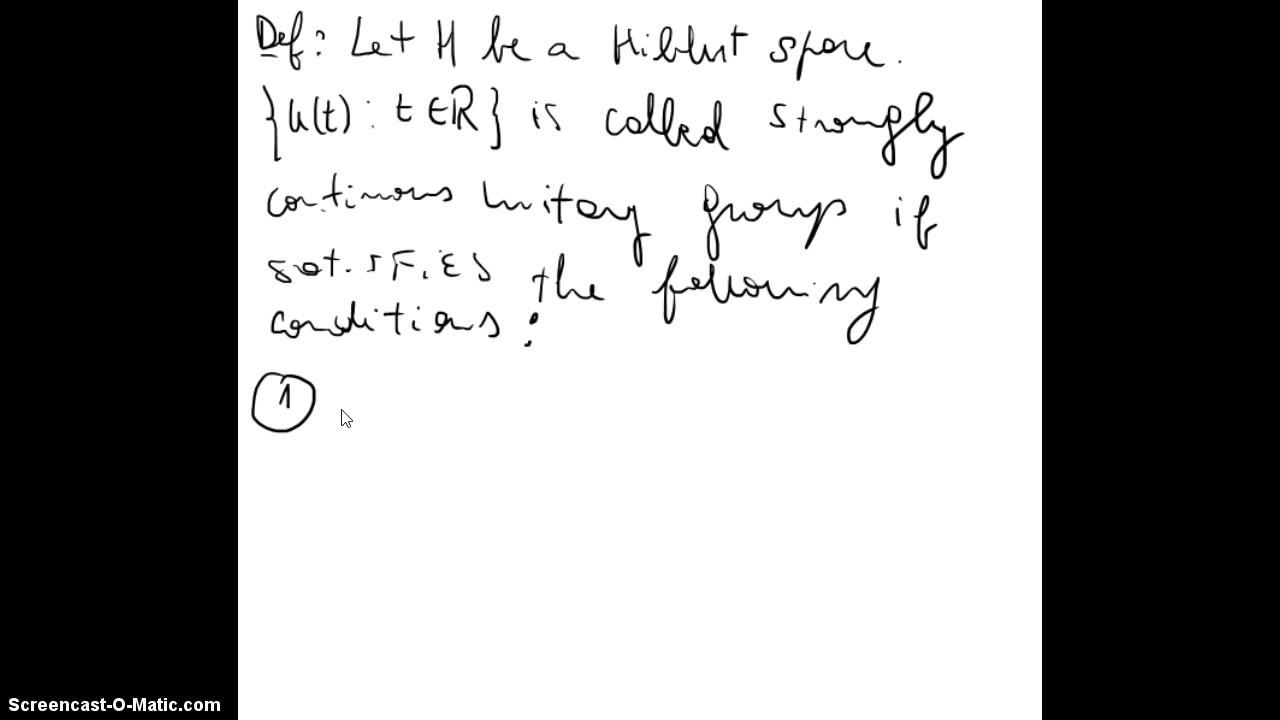 Def: Let H be a Hilbert space.
{U(t) : t ∈ ℝ} is called strongly
continuous unitary group if
satisfies the following
conditions:
①
Screencast-O-Matic.com